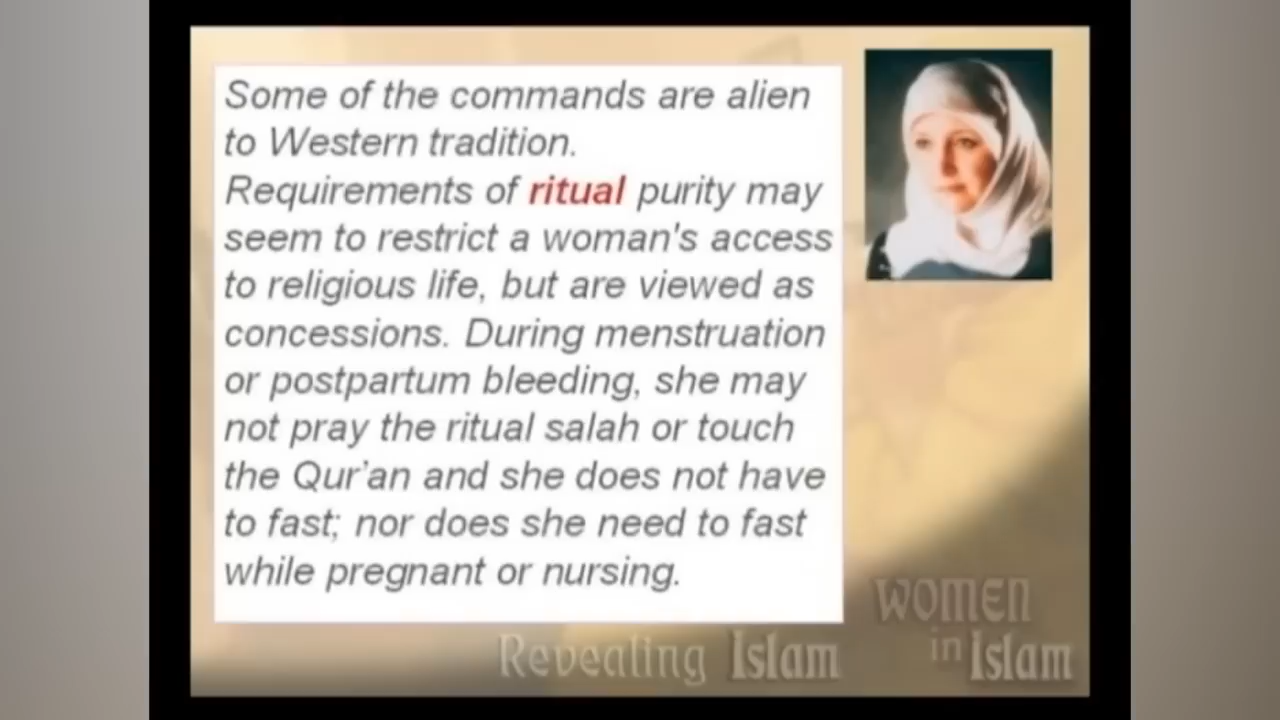 Some of the commands are alien
to Western tradition.
Requirements of ritual purity may
seem to restrict a woman's access
to religious life, but are viewed as
concessions. During menstruation
or postpartum bleeding, she may
not pray the ritual salah or touch
the Qur'an and she does not have
to fast; nor does she need to fast
while pregnant or nursing.
Revealing Islam
women
in Islam